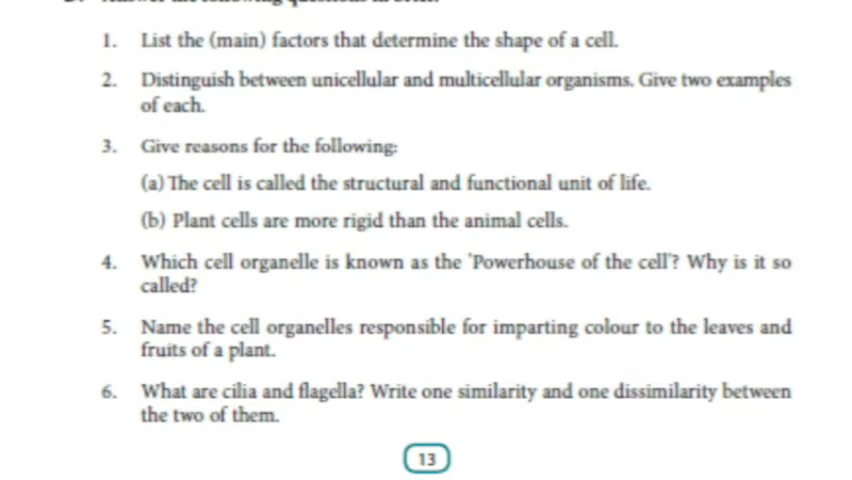 1. List the (main) factors that determine the shape of a cell.
2. Distinguish between unicellular and multicellular organisms. Give two examples
of each.
3. Give reasons for the following:
(a) The cell is called the structural and functional unit of life.
(b) Plant cells are more rigid than the animal cells.
4. Which cell organelle is known as the 'Powerhouse of the cell'? Why is it so
called?
5. Name the cell organelles responsible for imparting colour to the leaves and
fruits of a plant.
6. What are cilia and flagella? Write one similarity and one dissimilarity between
the two of them.
13